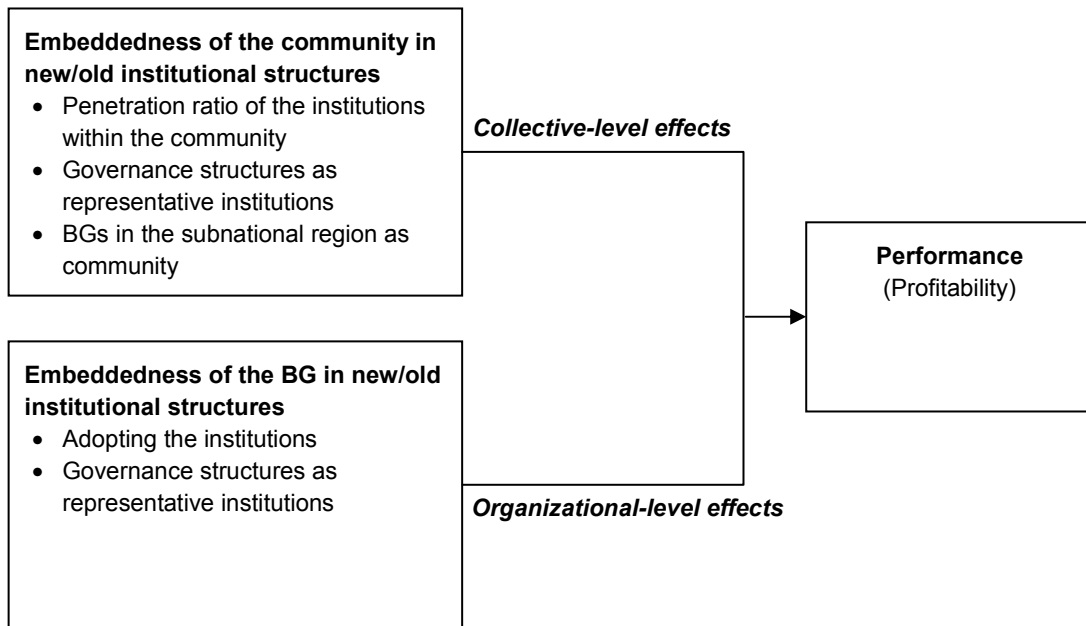 Embeddedness of the community in
new/old institutional structures
• Penetration ratio of the institutions
within the community
• Governance structures as
representative institutions
• BGs in the subnational region as
community
Collective-level effects
Performance
(Profitability)
Embeddedness of the BG in new/old
institutional structures
• Adopting the institutions
• Governance structures as
representative institutions
Organizational-level effects